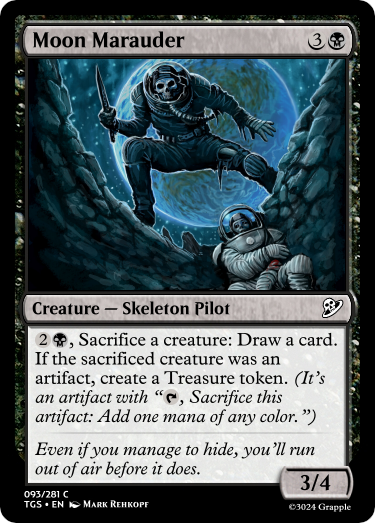 Moon Marauder 3
Creature — Skeleton Pilot
2, Sacrifice a creature: Draw a card.
If the sacrificed creature was an
artifact, create a Treasure token. (It's
an artifact with “, Sacrifice this
artifact: Add one mana of any color.”)
Even if you manage to hide, you'll run
out of air before it does.
3/4
093/281 C
TGS • EN Mark Rehkopf
©3024 Grapple